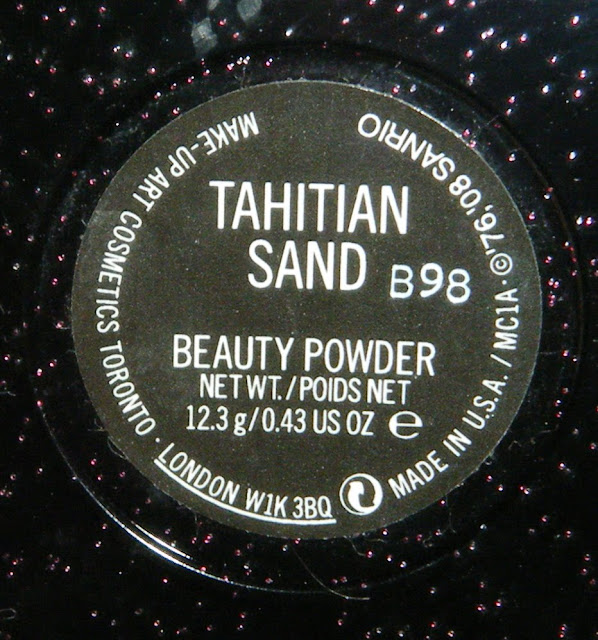 TAHITIAN
SAND B98
BEAUTY POWDER
NET WT./POIDS NET
12.3 g/0.43 US OZ ℮
MAKE-UP ART COSMETICS TORONTO · LONDON W1K 3BQ
MADE IN U.S.A. / MC1A · ©'76,'08 SANRIO